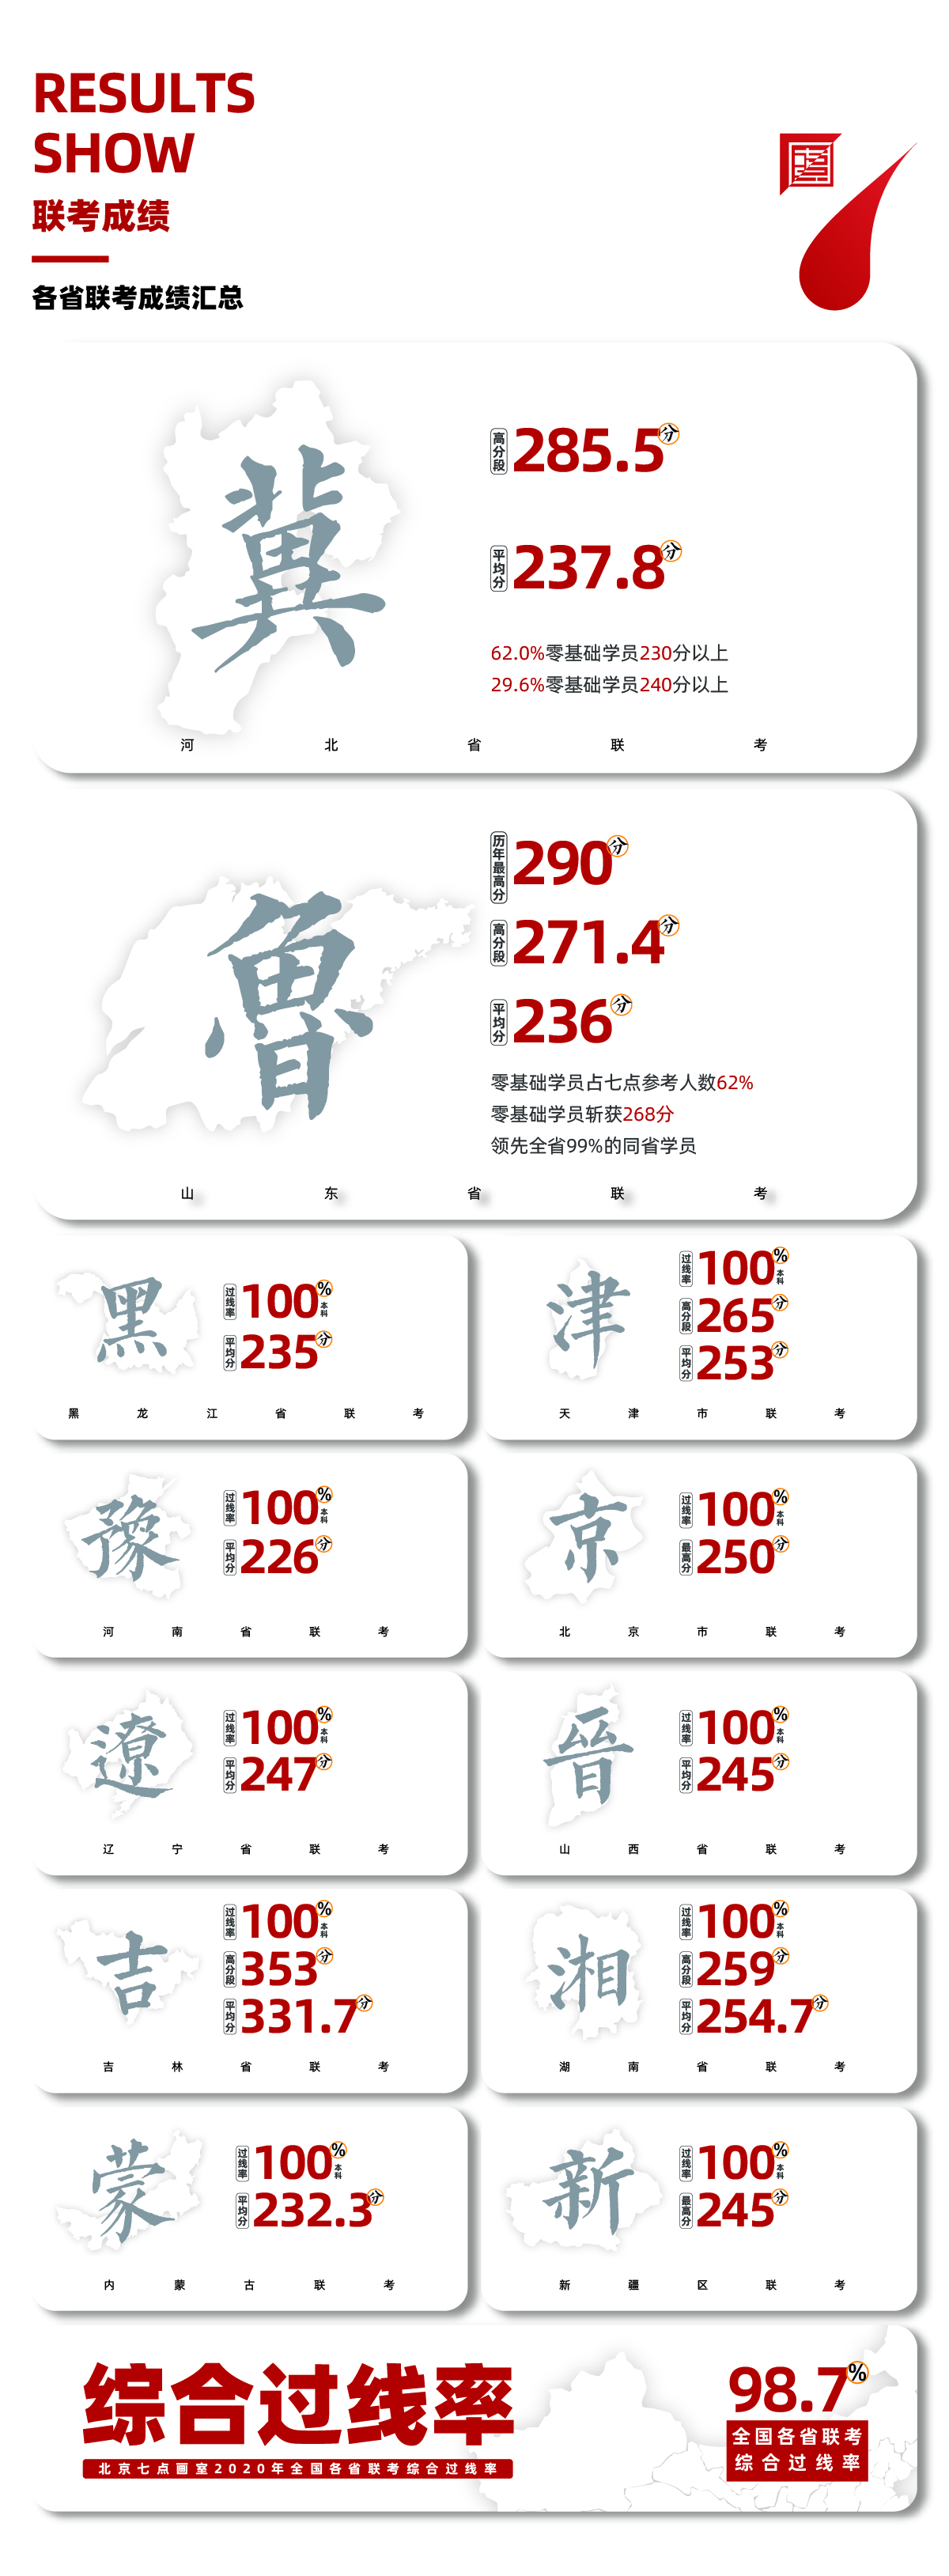 RESULTS
SHOW
联考成绩
各省联考成绩汇总
冀
高分段 285.5分
平均分 237.8分
62.0%零基础学员230分以上
29.6%零基础学员240分以上
河北省联考
魯
历年最高分 290分
高分段 271.4分
平均分 236分
零基础学员占七点参考人数62%
零基础学员斩获268分
领先全省99%的同省学员
山东省联考
黑
过线率 100% 本科
平均分 235分
黑龙江省联考
津
过线率 100% 本科
高分段 265分
平均分 253分
天津市联考
豫
过线率 100% 本科
平均分 226分
河南省联考
京
过线率 100% 本科
最高分 250分
北京市联考
遼
过线率 100% 本科
平均分 247分
辽宁省联考
晉
过线率 100% 本科
平均分 245分
山西省联考
吉
过线率 100% 本科
高分段 353分
平均分 331.7分
吉林省联考
湘
过线率 100% 本科
高分段 259分
平均分 254.7分
湖南省联考
蒙
过线率 100% 本科
平均分 232.3分
内蒙古联考
新
过线率 100% 本科
最高分 245分
新疆区联考
综合过线率
北京七点画室2020年全国各省联考综合过线率
98.7%
全国各省联考
综合过线率